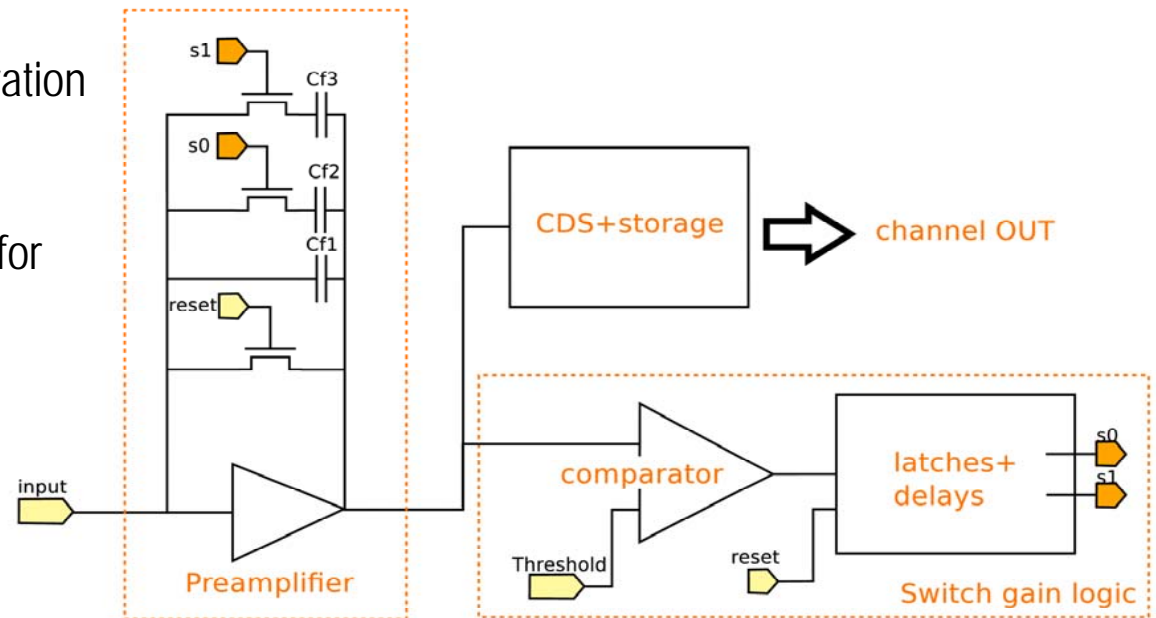 ation
for
s1
Cf3
s0
Cf2
Cf1
reset
input
Preamplifier
CDS+storage
channel OUT
comparator
Threshold
reset
latches+
delays
s0
s1
Switch gain logic